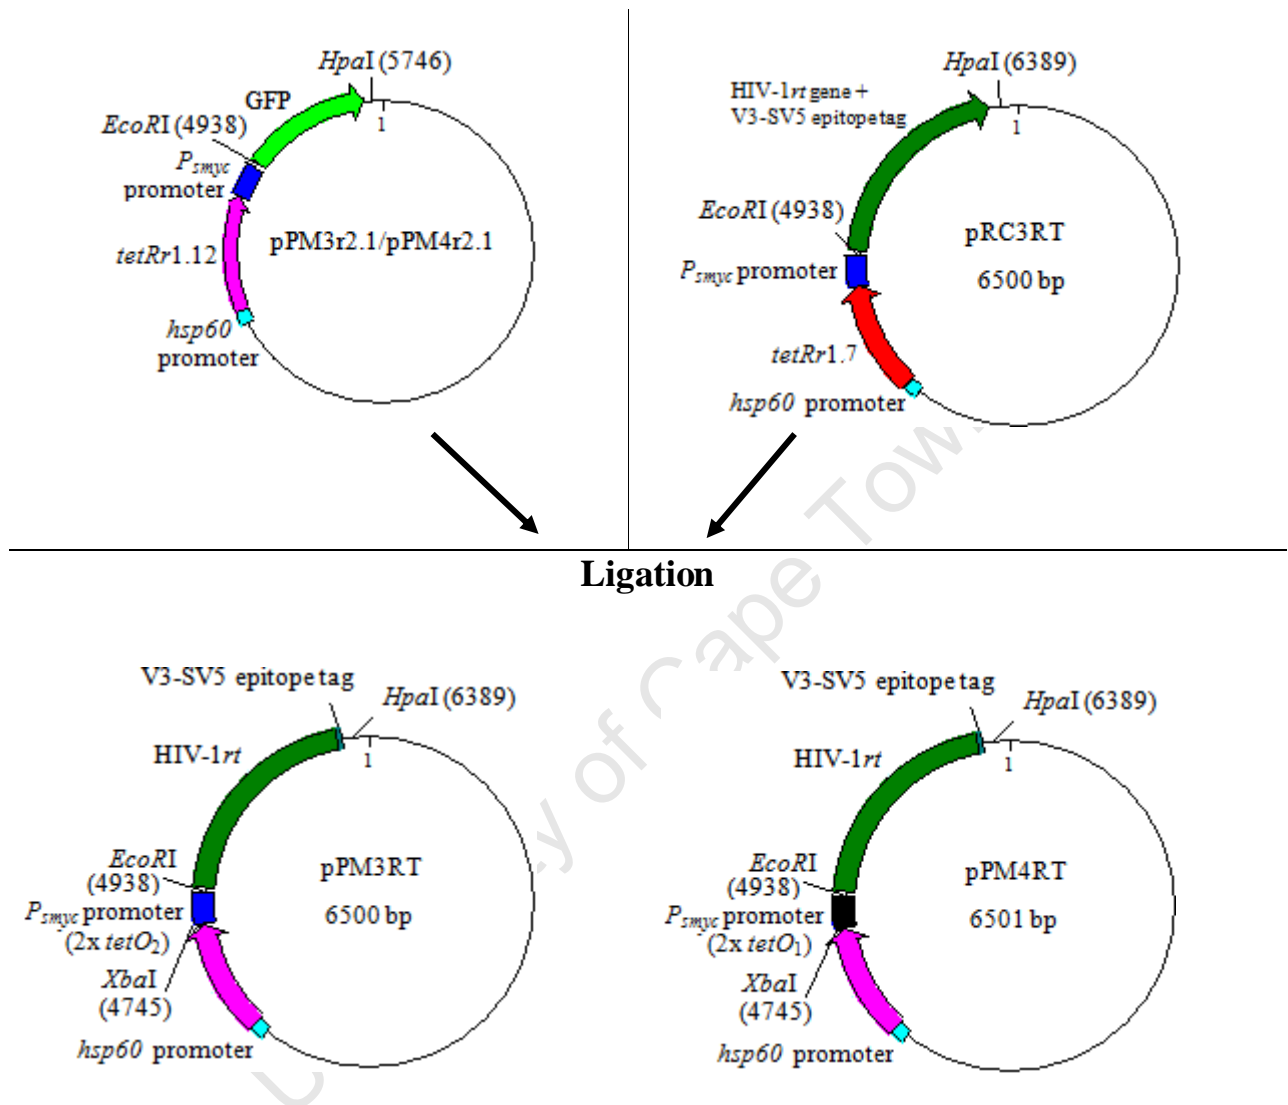 HpaI (5746)
GFP
EcoRI (4938)
Psmyc
promoter
tetRr1.12
pPM3r2.1/pPM4r2.1
hsp60
promoter
1
HpaI (6389)
HIV-1rt gene +
V3-SV5 epitope tag
1
EcoRI (4938)
pRC3RT
Psmyc promoter
6500 bp
tetRr1.7
hsp60 promoter
Ligation
V3-SV5 epitope tag
HpaI (6389)
HIV-1rt
1
EcoRI
(4938)
pPM3RT
Psmyc promoter
6500 bp
(2x tetO2)
XbaI
(4745)
hsp60 promoter
V3-SV5 epitope tag
HpaI (6389)
HIV-1rt
1
EcoRI
(4938)
pPM4RT
Psmyc promoter
6501 bp
(2x tetO1)
XbaI
(4745)
hsp60 promoter
of Cape Tow